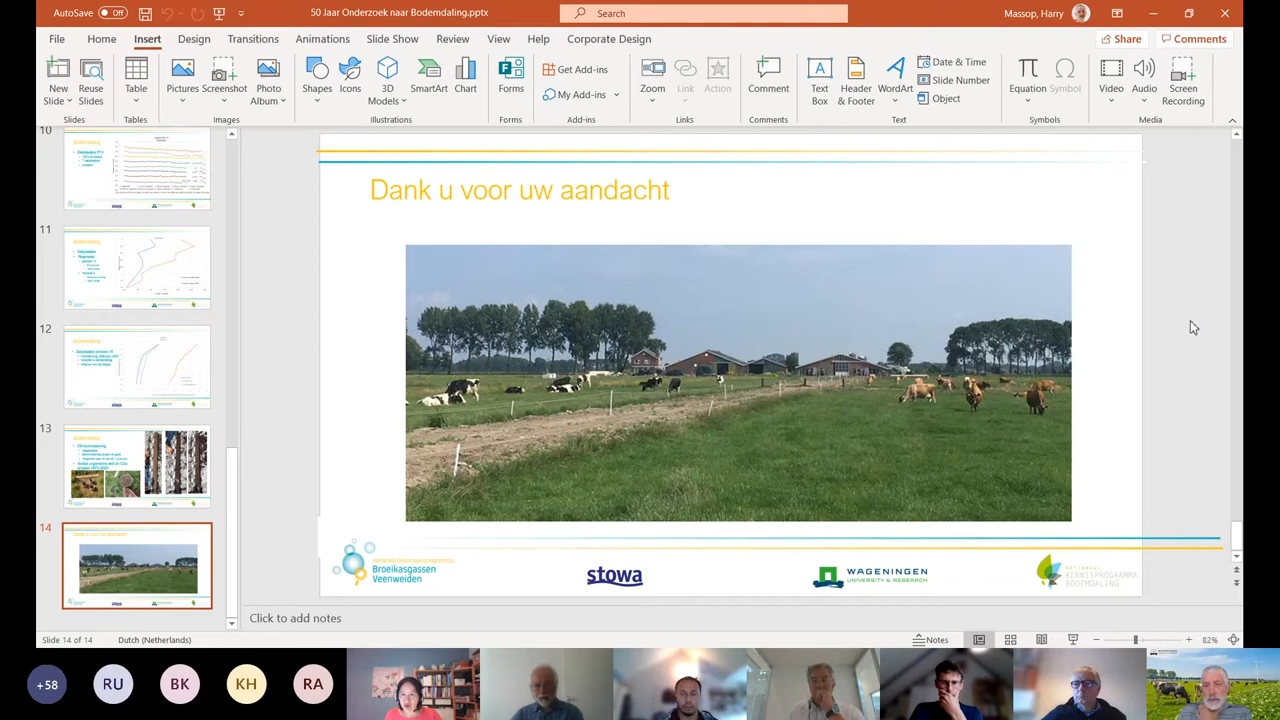 AutoSave Off
50 Jaar Onderzoek naar Bodemdaling.pptx
Search
Massop, Harry
File Home Insert Design Transitions Animations Slide Show Review View Help Corporate Design
Share
Comments
New Slide
Reuse Slides
Table
Pictures
Screenshot
Photo Album
Shapes
Icons
3D Models
SmartArt
Chart
Forms
Get Add-ins
My Add-ins
Zoom
Link
Action
Comment
Text Box
Header & Footer
WordArt
Date & Time
Slide Number
Object
Equation
Symbol
Video
Audio
Screen Recording
Slides
Tables
Images
Illustrations
Forms
Add-ins
Links
Comments
Text
Symbols
Media
10
11
12
13
14
Dank u voor uw aandacht
Broeikasgassen
Veenweiden
stowa
WAGENINGEN
UNIVERSITY & RESEARCH
NATIONAAL
KENNISPROGRAMMA
BODEMDALING
Click to add notes
Slide 14 of 14
Dutch (Netherlands)
Notes
82%
+58
RU
BK
KH
RA